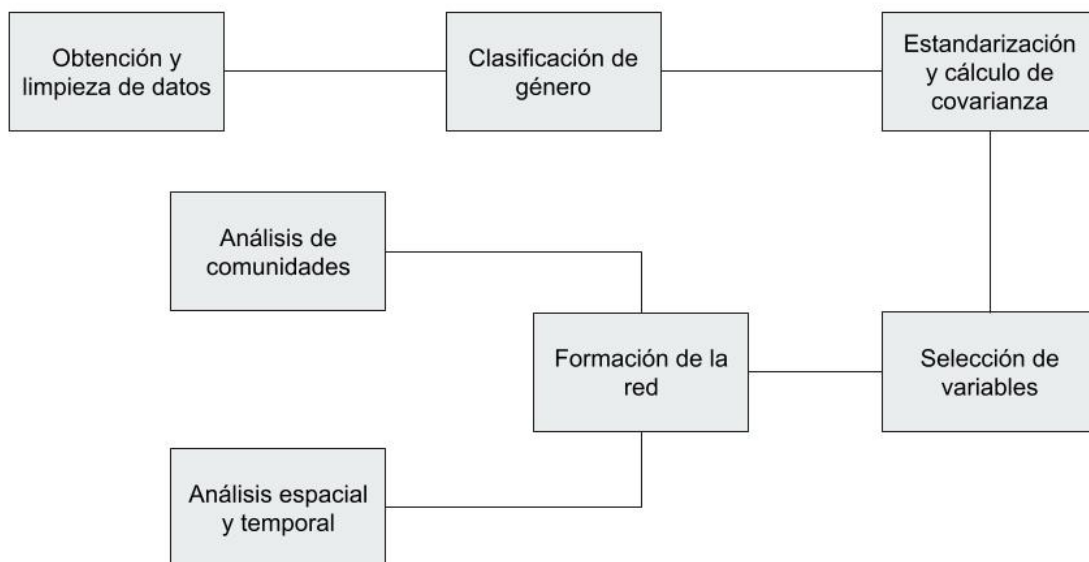 Obtención y
limpieza de datos
Clasificación de
género
Estandarización
y cálculo de
covarianza
Análisis de
comunidades
Formación de la
red
Selección de
variables
Análisis espacial
y temporal